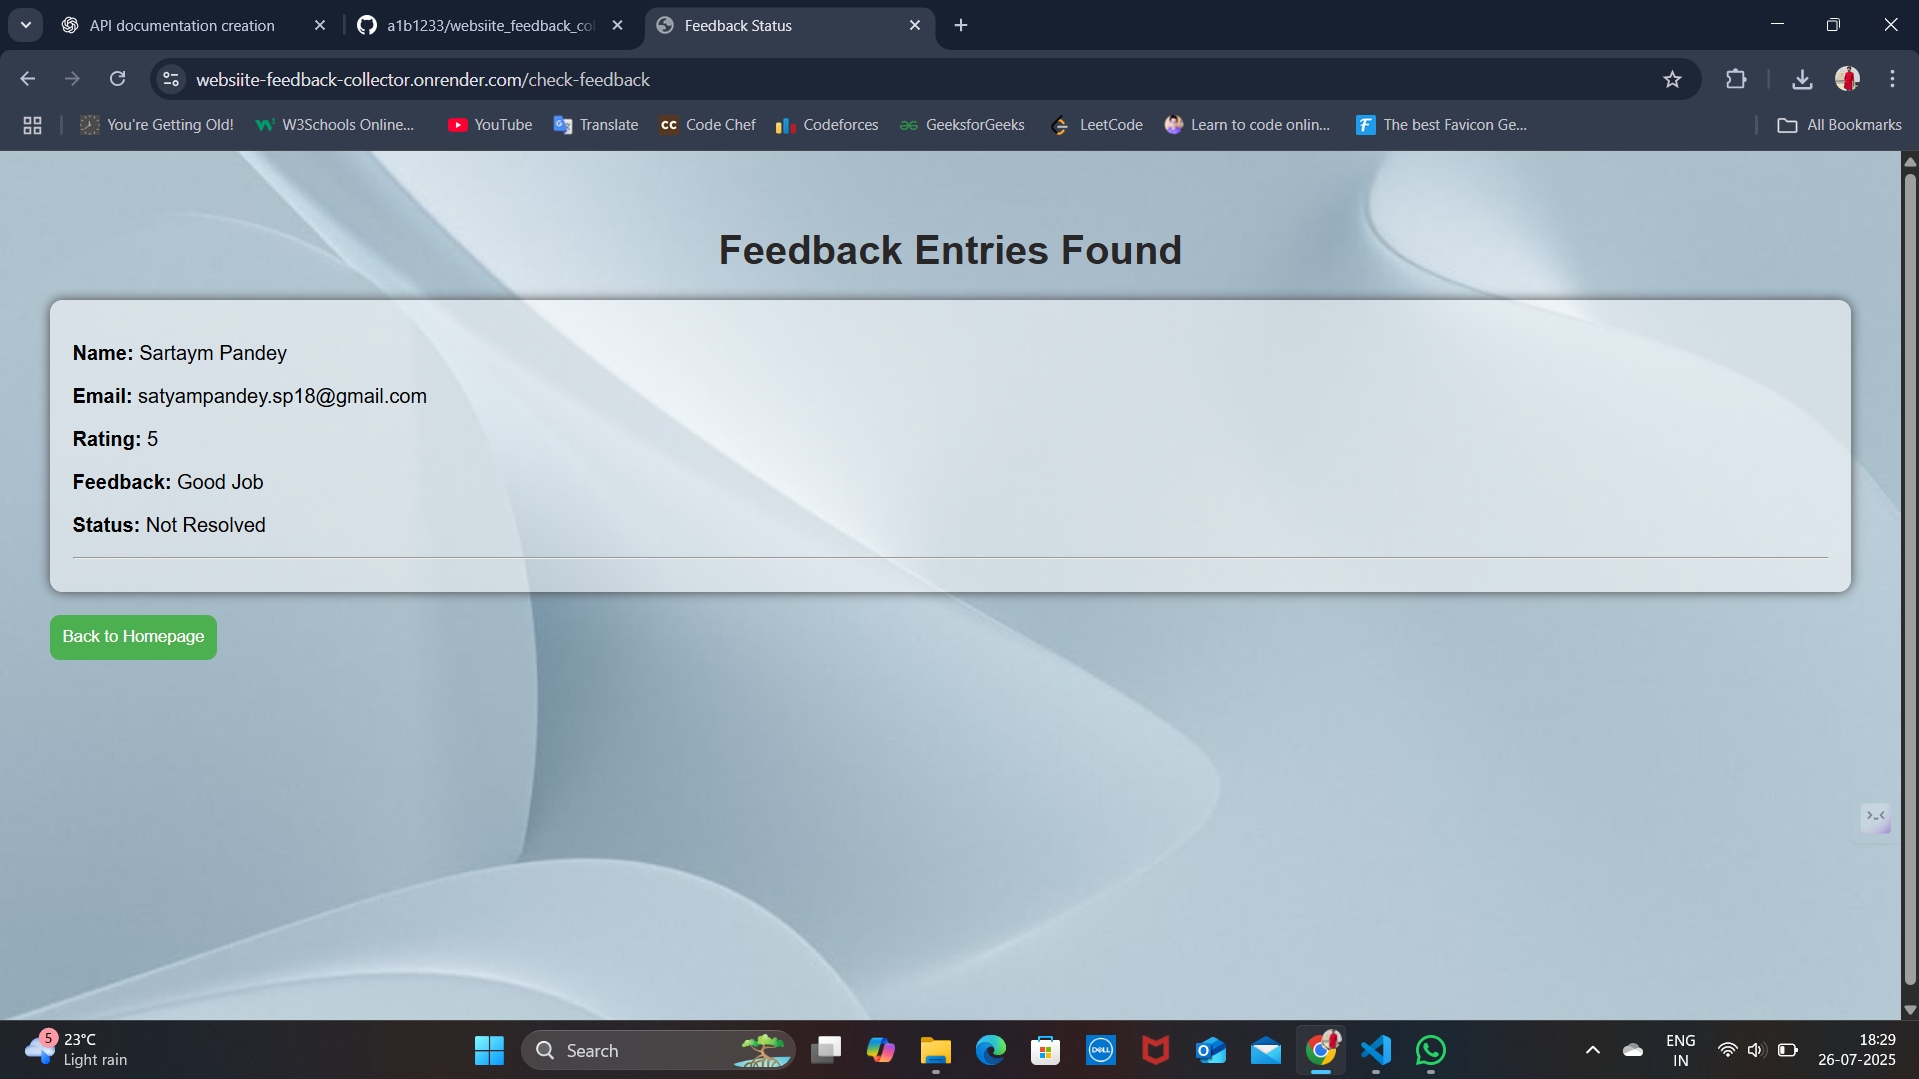 API documentation creation
a1b1233/websiite_feedback_co
Feedback Status
websiite-feedback-collector.onrender.com/check-feedback
You're Getting Old!
W3Schools Online...
YouTube
Translate
CC Code Chef
Codeforces
GeeksforGeeks
LeetCode
Learn to code onlin...
F The best Favicon Ge...
All Bookmarks
Feedback Entries Found
Name: Sartaym Pandey
Email: satyampandey.sp18@gmail.com
Rating: 5
Feedback: Good Job
Status: Not Resolved
Back to Homepage
5
23°C
Light rain
Search
DELL
ENG
IN
18:29
26-07-2025